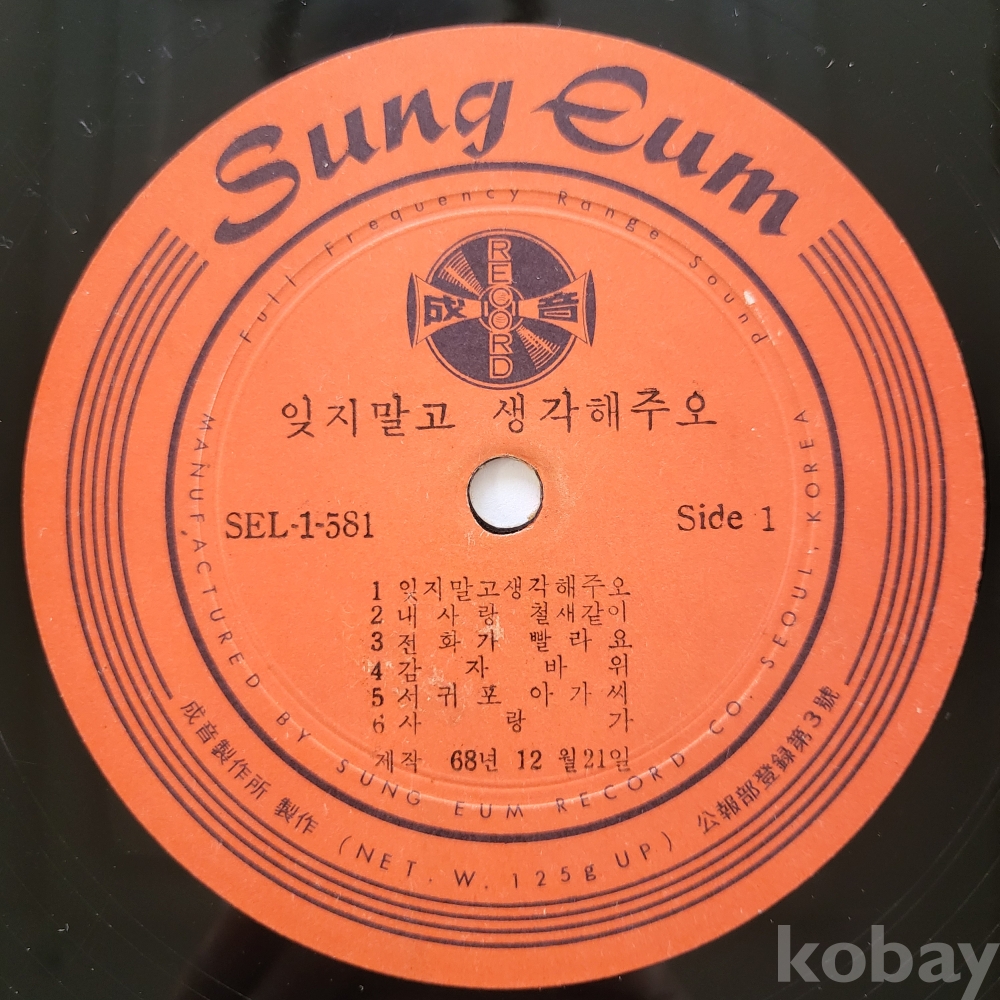 Sung Eum
Full Frequency Range Sound
RECORD
成音
잊지말고 생각해주오
SEL-1-581
Side 1
1 잊지말고생각해주오
2 내 사랑 철새같이
3 전화가 빨라요
4 감자바위
5 서귀포아가씨
6 사랑가
제작 68년 12월21일
MANUFACTURED BY SUNG EUM RECORD CO. SEOUL, KOREA
成音製作所 製作 (NET. W. 125g UP) 公報部登録第3號
kobay